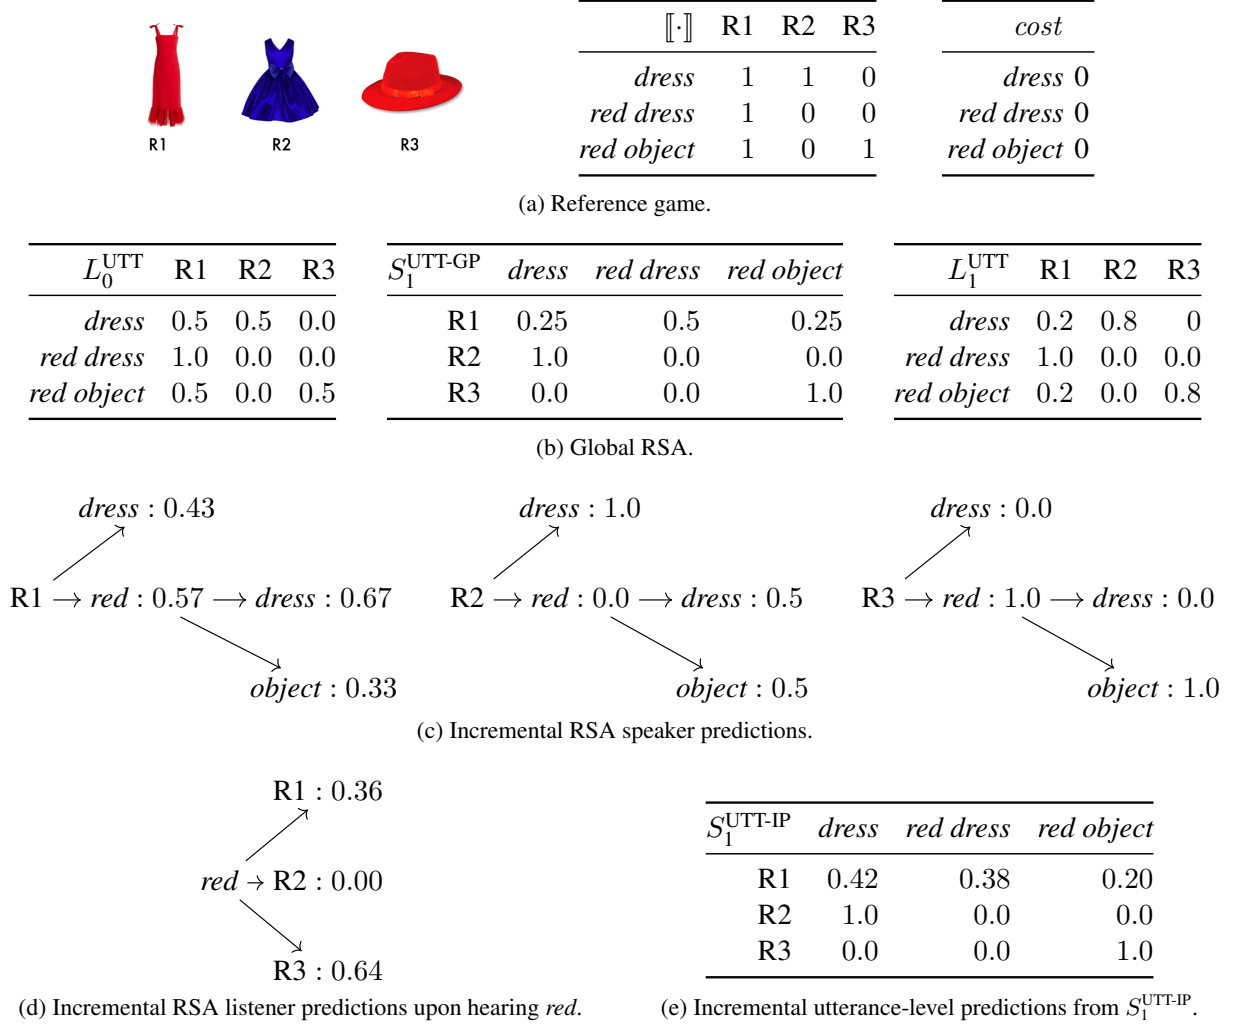 R1 R2 R3
⟦·⟧ R1 R2 R3
dress 1 1 0
red dress 1 0 0
red object 1 0 1
cost
dress 0
red dress 0
red object 0
(a) Reference game.
L₀^UTT R1 R2 R3
dress 0.5 0.5 0.0
red dress 1.0 0.0 0.0
red object 0.5 0.0 0.5
S₁^UTT-GP dress red dress red object
R1 0.25 0.5 0.25
R2 1.0 0.0 0.0
R3 0.0 0.0 1.0
L₁^UTT R1 R2 R3
dress 0.2 0.8 0
red dress 1.0 0.0 0.0
red object 0.2 0.0 0.8
(b) Global RSA.
dress : 0.43
R1 → red : 0.57 → dress : 0.67
object : 0.33
dress : 1.0
R2 → red : 0.0 → dress : 0.5
object : 0.5
dress : 0.0
R3 → red : 1.0 → dress : 0.0
object : 1.0
(c) Incremental RSA speaker predictions.
R1 : 0.36
red → R2 : 0.00
R3 : 0.64
(d) Incremental RSA listener predictions upon hearing red.
S₁^UTT-IP dress red dress red object
R1 0.42 0.38 0.20
R2 1.0 0.0 0.0
R3 0.0 0.0 1.0
(e) Incremental utterance-level predictions from S₁^UTT-IP.